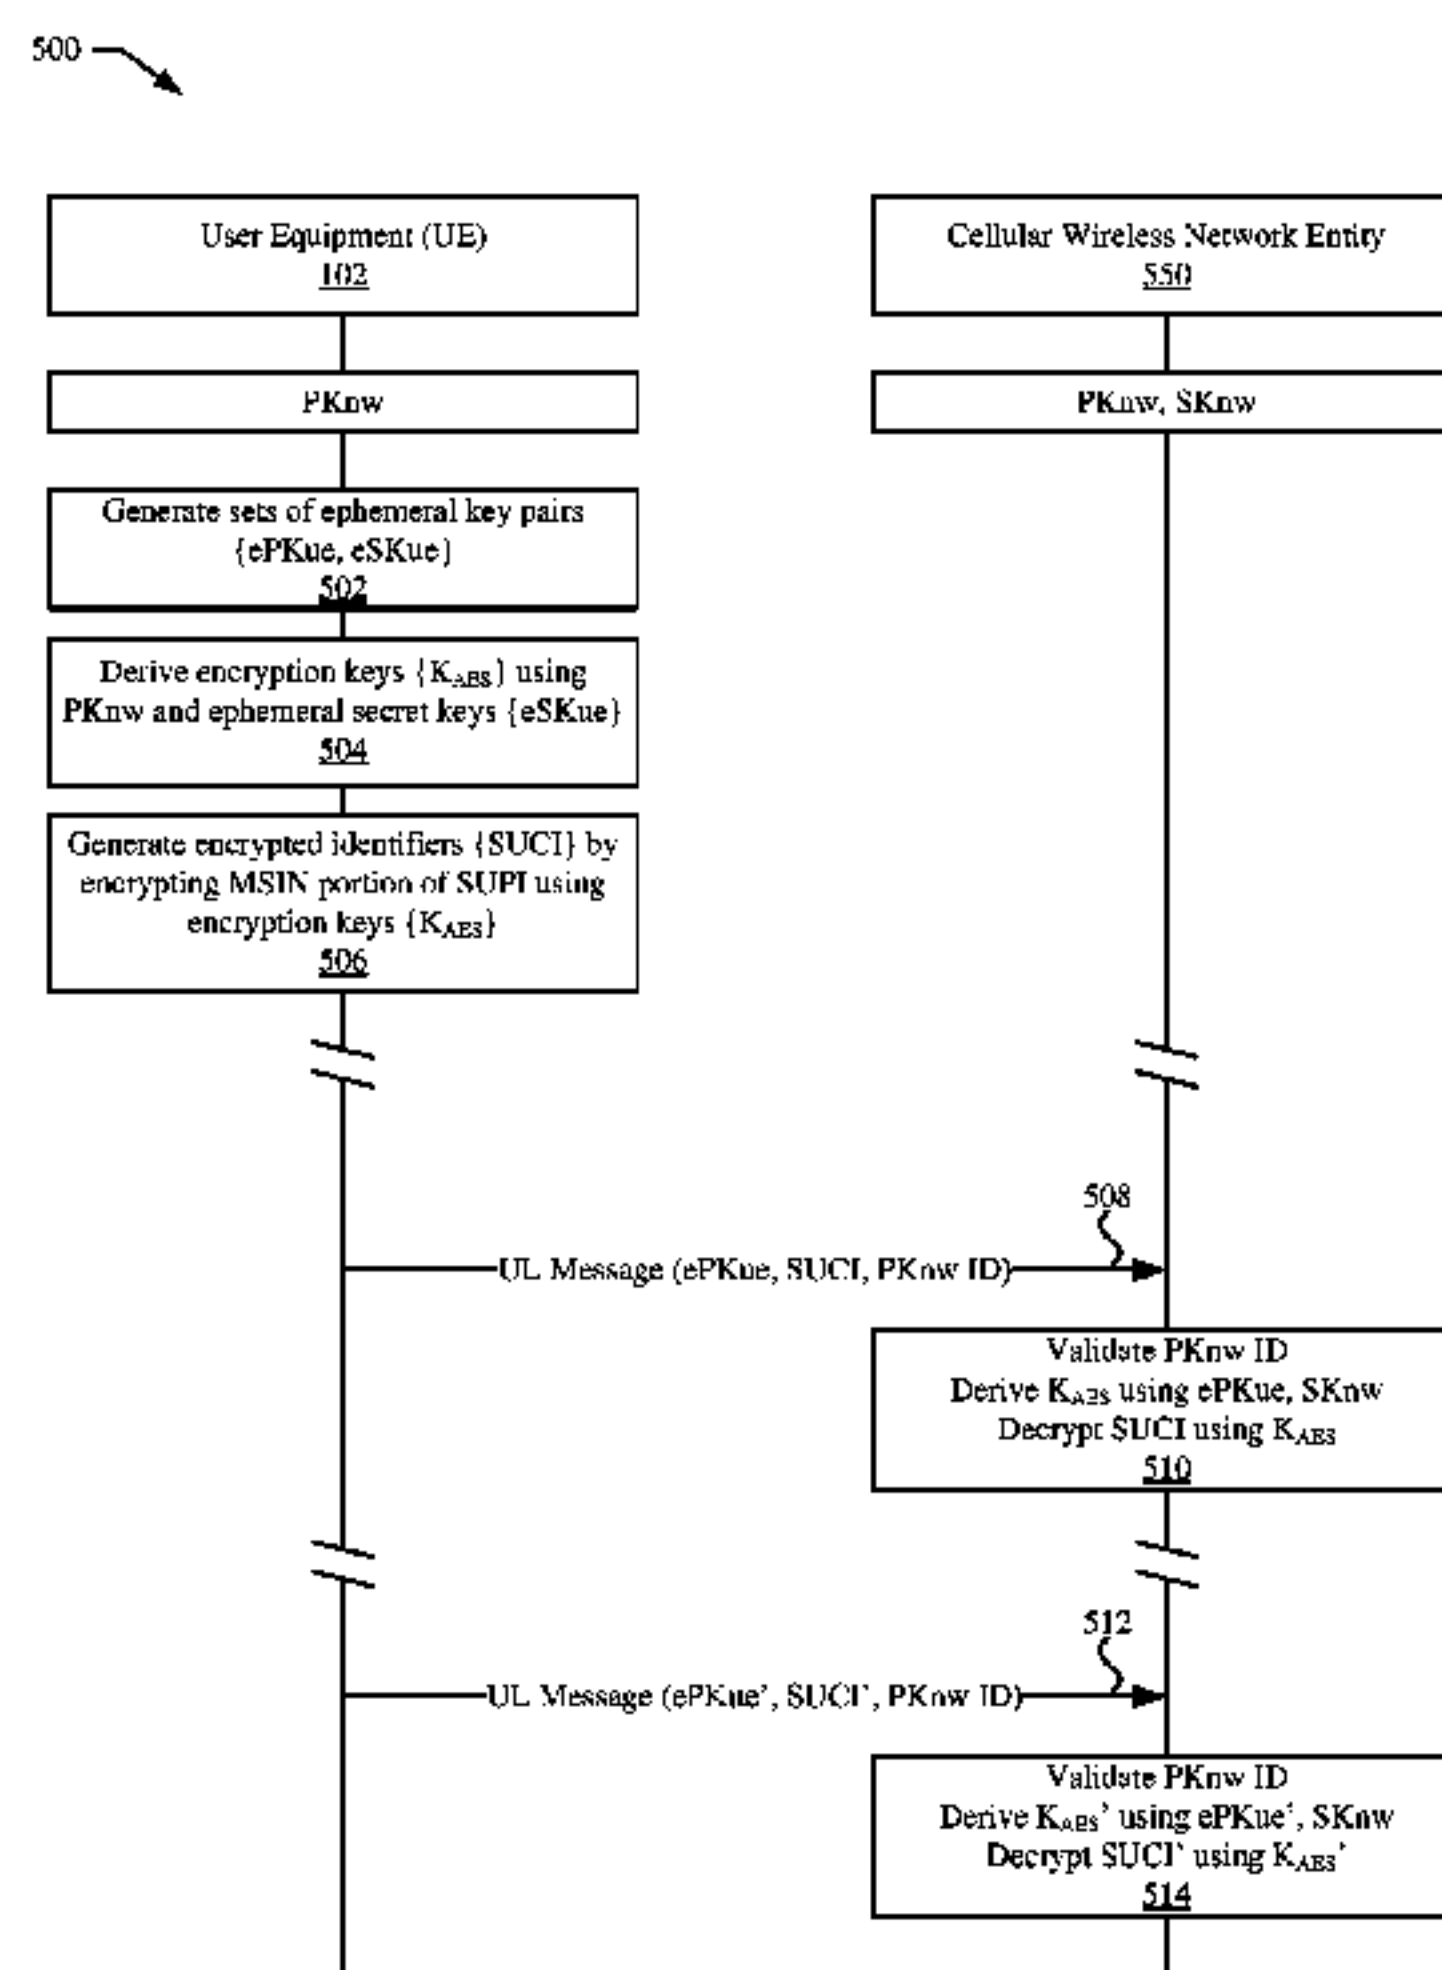 500
User Equipment (UE)
102
Cellular Wireless Network Entity
550
PKnw
PKnw, SKnw
Generate sets of ephemeral key pairs
{ePKue, eSKue}
502
Derive encryption keys {KAES} using
PKnw and ephemeral secret keys {eSKue}
504
Generate encrypted identifiers {SUCI} by
encrypting MSIN portion of SUPI using
encryption keys {KAES}
506
508
UL Message (ePKue, SUCI, PKnw ID)
Validate PKnw ID
Derive KAES using ePKue, SKnw
Decrypt SUCI using KAES
510
512
UL Message (ePKue’, SUCI’, PKnw ID)
Validate PKnw ID
Derive KAES’ using ePKue’, SKnw
Decrypt SUCI’ using KAES’
514